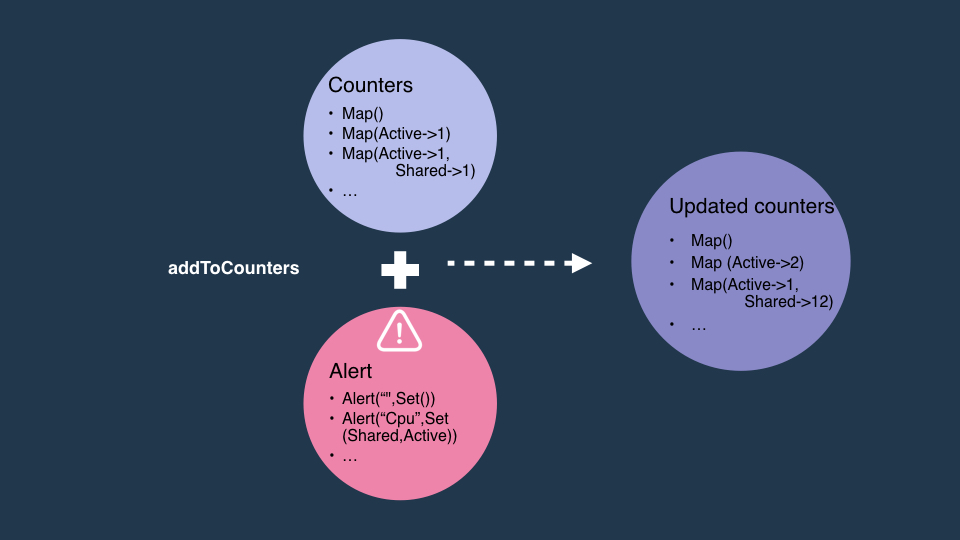 Counters
• Map()
• Map(Active->1)
• Map(Active->1,
Shared->1)
• …
addToCounters
Alert
• Alert(“",Set())
• Alert(“Cpu”,Set
(Shared,Active))
• …
Updated counters
• Map()
• Map (Active->2)
• Map(Active->1,
Shared->12)
• …